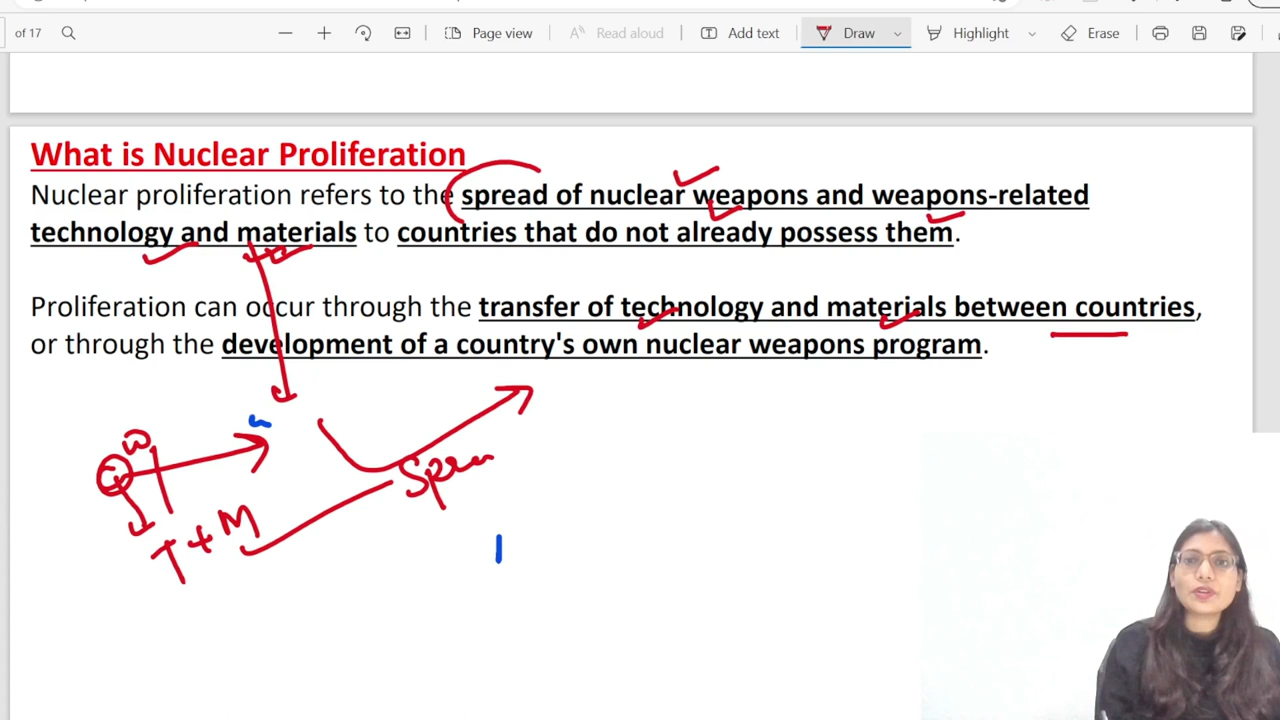 of 17
Page view
Read aloud
Add text
Draw
Highlight
Erase
What is Nuclear Proliferation
Nuclear proliferation refers to the spread of nuclear weapons and weapons-related
technology and materials to countries that do not already possess them.
Proliferation can occur through the transfer of technology and materials between countries,
or through the development of a country's own nuclear weapons program.
T + M